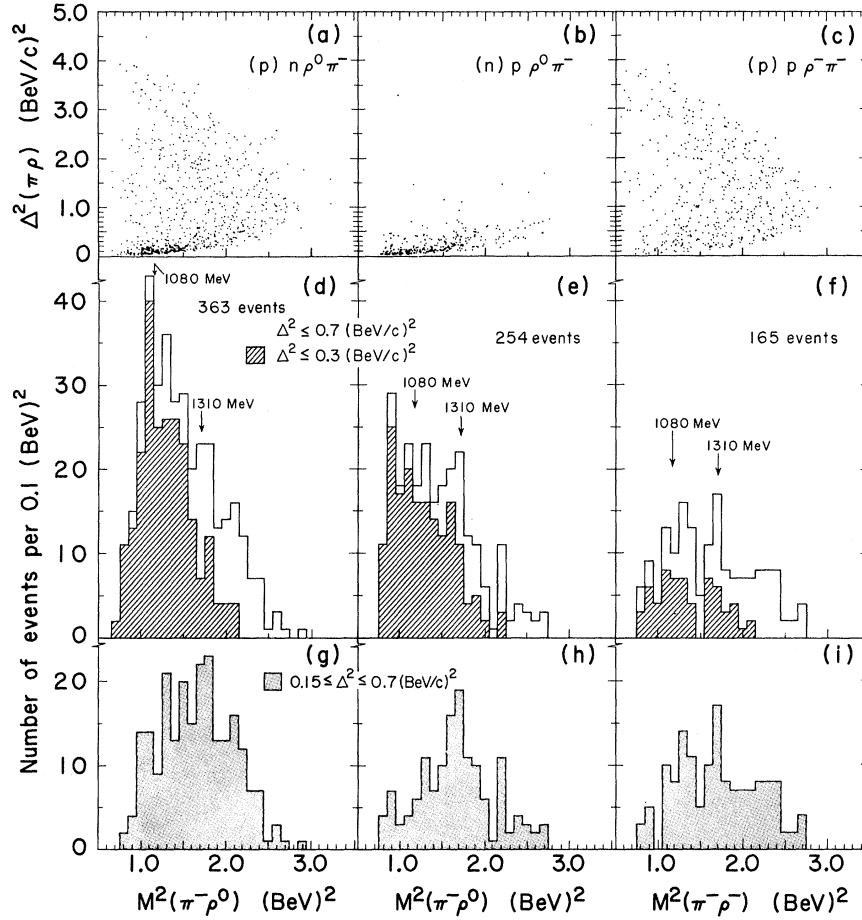 (a) (b) (c)
(p) n ρ⁰ π⁻ (n) p ρ⁰ π⁻ (p) p ρ⁻ π⁻
Δ²(πρ) (BeV/c)²
5.0
4.0
3.0
2.0
1.0
0
(d) (e) (f)
1080 MeV
363 events
Δ² ≤ 0.7 (BeV/c)²
Δ² ≤ 0.3 (BeV/c)²
254 events
165 events
1310 MeV
1080 MeV
1310 MeV
1080 MeV
1310 MeV
Number of events per 0.1 (BeV)²
40
30
20
10
0
(g) (h) (i)
0.15 ≤ Δ² ≤ 0.7 (BeV/c)²
20
10
0
1.0 2.0 3.0 1.0 2.0 3.0 1.0 2.0 3.0
M²(π⁻ρ⁰) (BeV)² M²(π⁻ρ⁰) (BeV)² M²(π⁻ρ⁻) (BeV)²